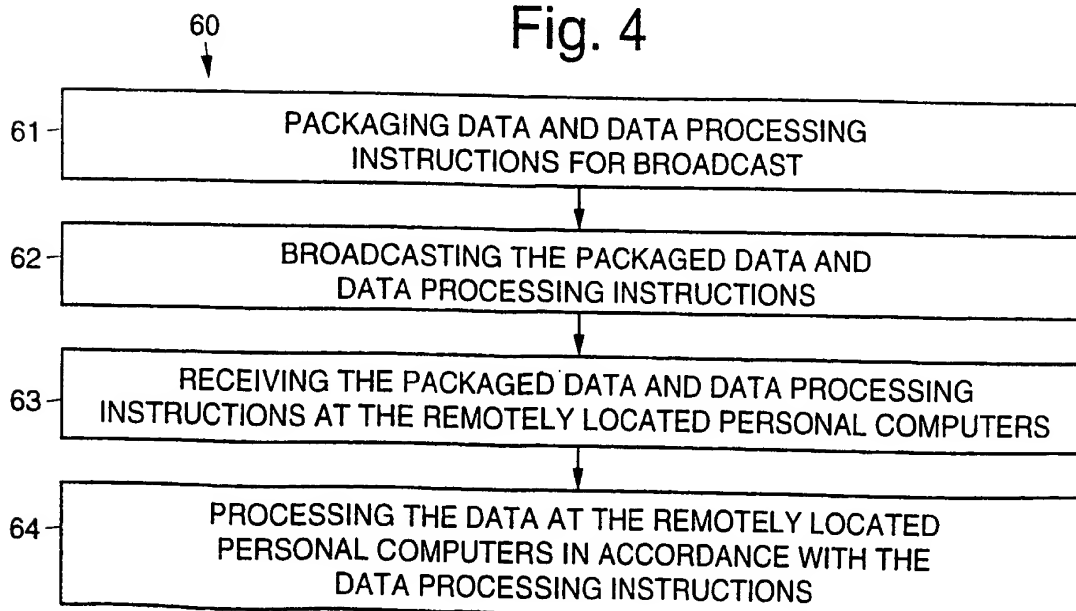 60
Fig. 4
61
PACKAGING DATA AND DATA PROCESSING
INSTRUCTIONS FOR BROADCAST
62
BROADCASTING THE PACKAGED DATA AND
DATA PROCESSING INSTRUCTIONS
63
RECEIVING THE PACKAGED DATA AND DATA PROCESSING
INSTRUCTIONS AT THE REMOTELY LOCATED PERSONAL COMPUTERS
64
PROCESSING THE DATA AT THE REMOTELY LOCATED
PERSONAL COMPUTERS IN ACCORDANCE WITH THE
DATA PROCESSING INSTRUCTIONS